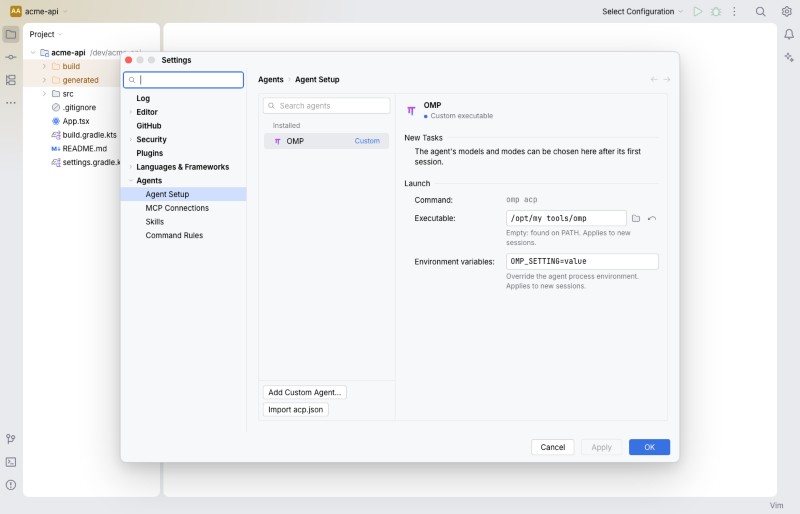 AA acme-api
Select Configuration
Project
acme-api /dev/acme-api
build
generated
src
.gitignore
App.tsx
build.gradle.kts
README.md
settings.gradle.k
Settings
Log
Editor
GitHub
Security
Plugins
Languages & Frameworks
Agents
Agent Setup
MCP Connections
Skills
Command Rules
Agents › Agent Setup
Search agents
Installed
OMP Custom
Add Custom Agent...
Import acp.json
OMP
Custom executable
New Tasks
The agent's models and modes can be chosen here after its first
session.
Launch
Command: omp acp
Executable: /opt/my tools/omp
Empty: found on PATH. Applies to new
sessions.
Environment variables: OMP_SETTING=value
Override the agent process environment.
Applies to new sessions.
Cancel
Apply
OK
Vim